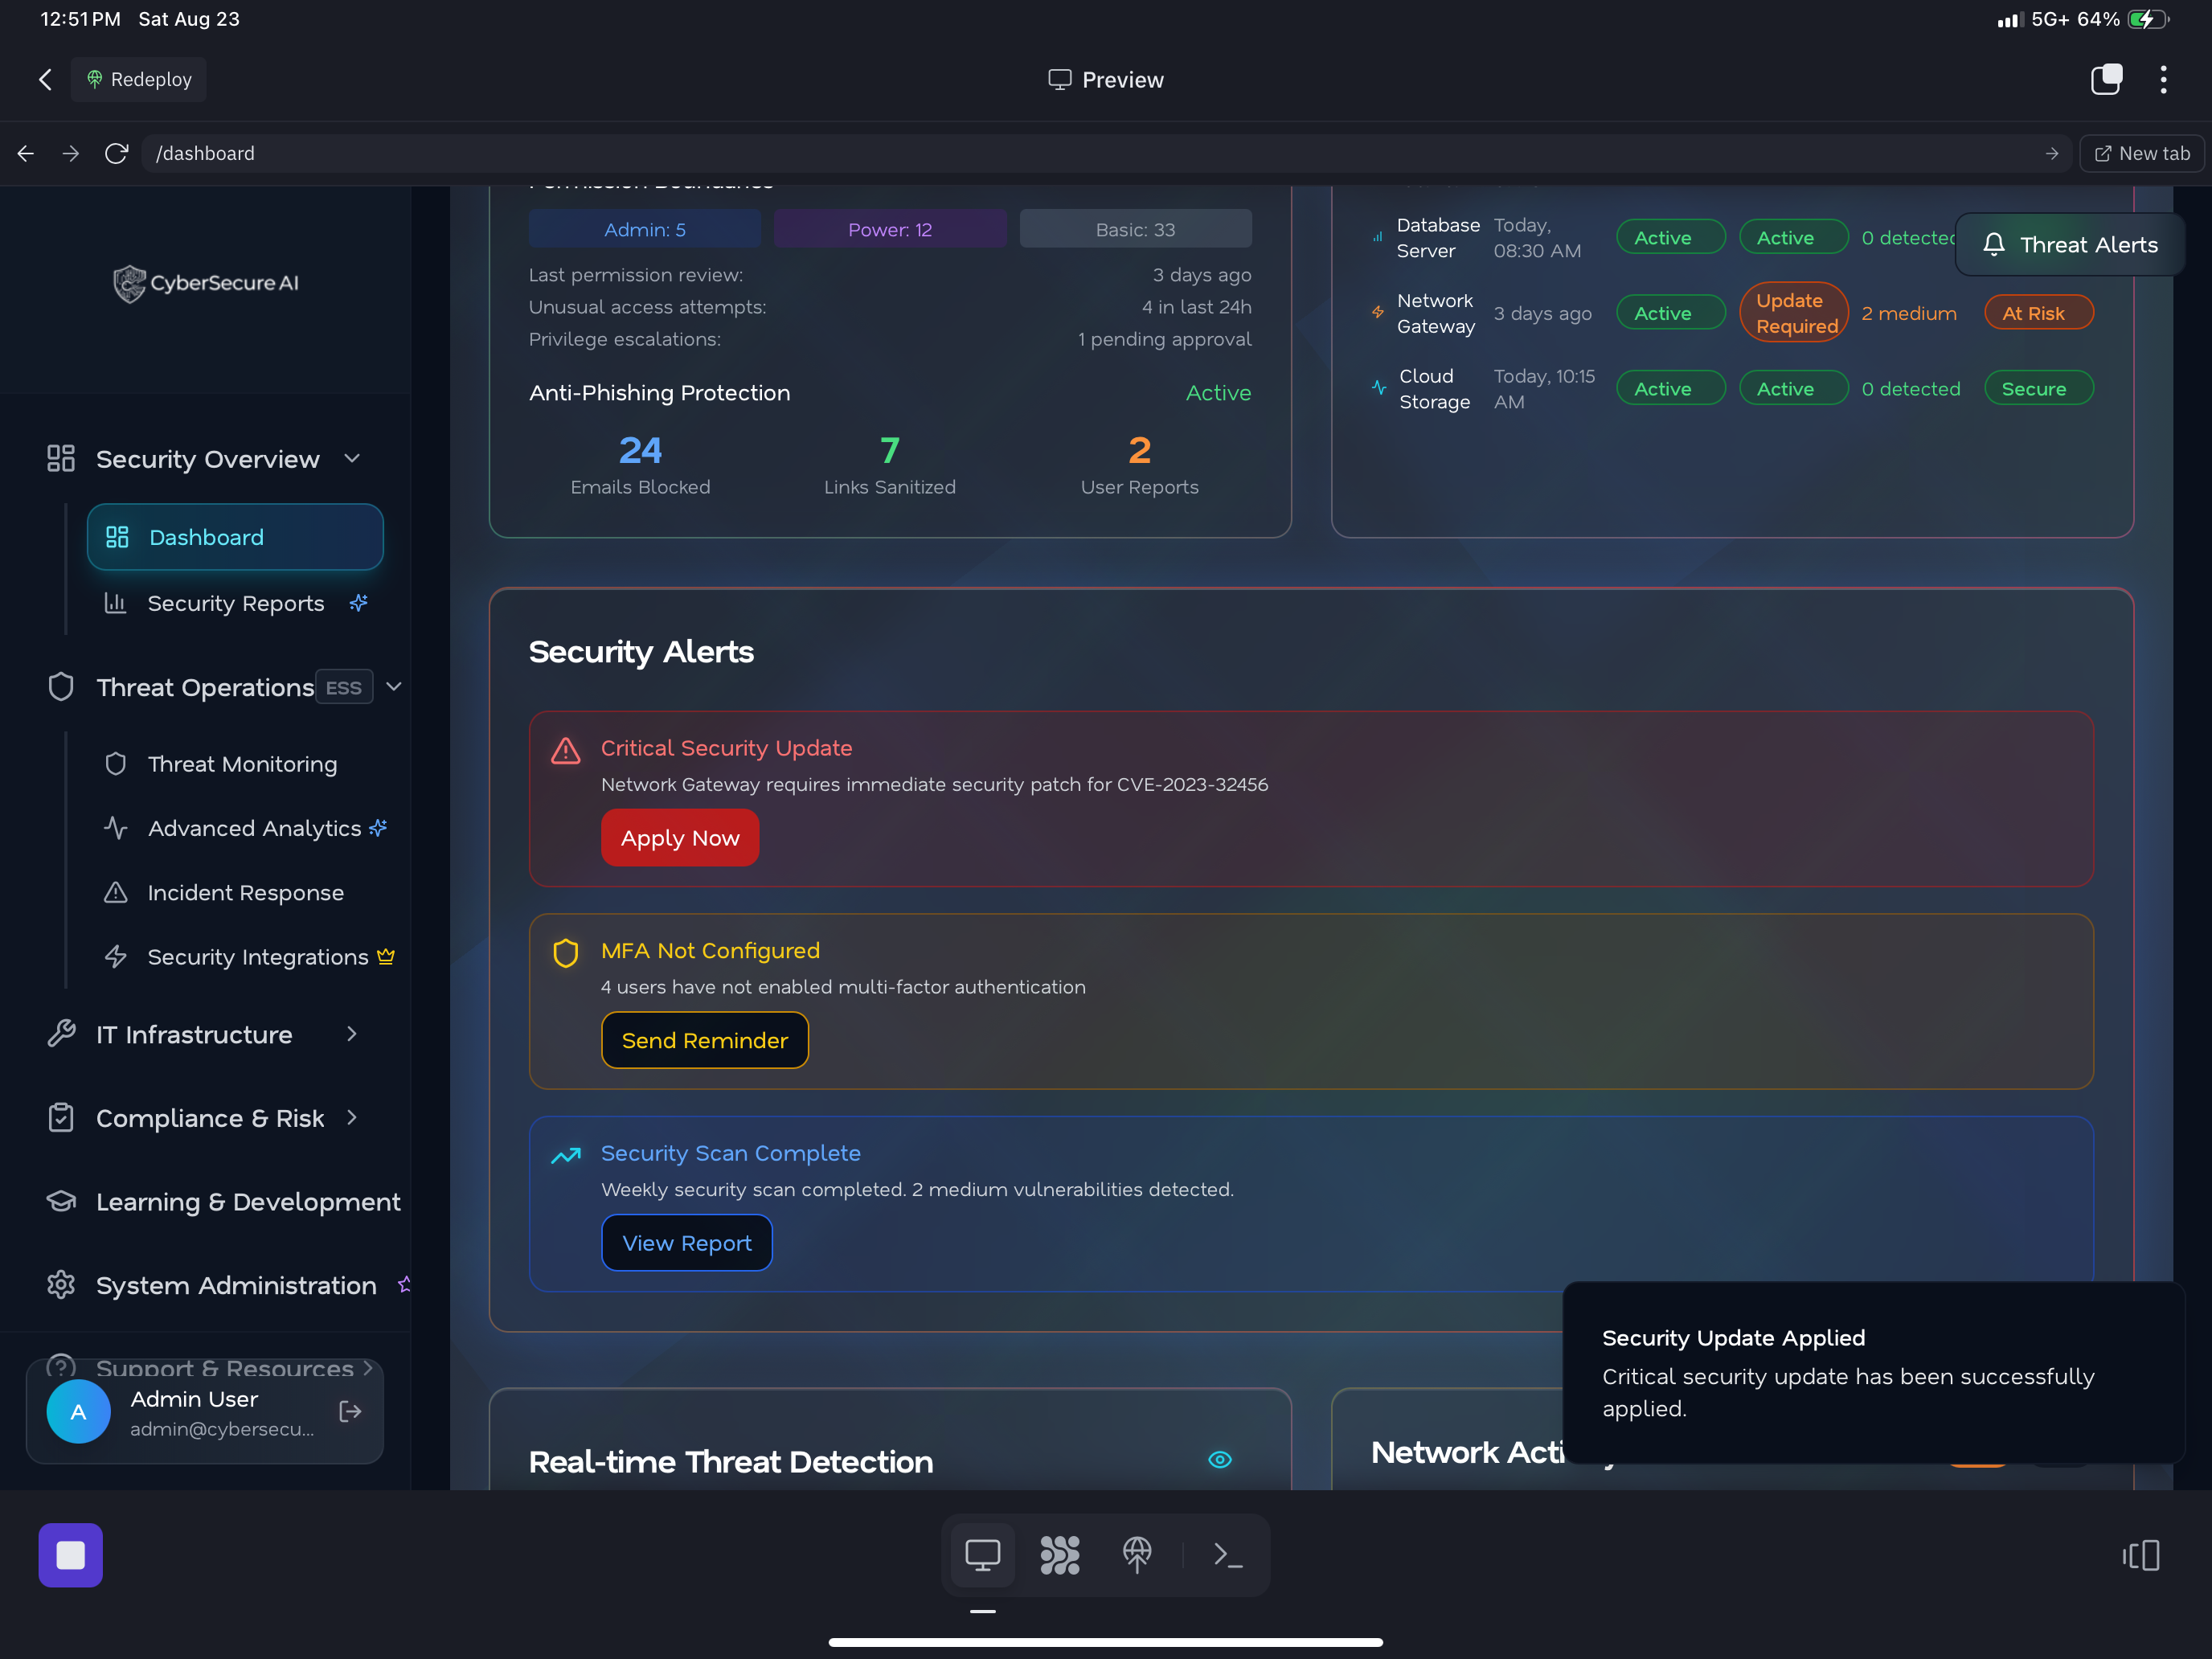 12:51 PM Sat Aug 23
5G+ 64%
Redeploy
Preview
/dashboard
New tab
CyberSecure AI
Security Overview
Dashboard
Security Reports
Threat Operations ESS
Threat Monitoring
Advanced Analytics
Incident Response
Security Integrations
IT Infrastructure
Compliance & Risk
Learning & Development
System Administration
Support & Resources
A
Admin User
admin@cybersecu...
Admin: 5
Power: 12
Basic: 33
Last permission review: 3 days ago
Unusual access attempts: 4 in last 24h
Privilege escalations: 1 pending approval
Anti-Phishing Protection Active
24 7 2
Emails Blocked Links Sanitized User Reports
Database Server
Today, 08:30 AM
Active
Active
0 detected
Threat Alerts
Network Gateway
3 days ago
Active
Update Required
2 medium
At Risk
Cloud Storage
Today, 10:15 AM
Active
Active
0 detected
Secure
Security Alerts
Critical Security Update
Network Gateway requires immediate security patch for CVE-2023-32456
Apply Now
MFA Not Configured
4 users have not enabled multi-factor authentication
Send Reminder
Security Scan Complete
Weekly security scan completed. 2 medium vulnerabilities detected.
View Report
Security Update Applied
Critical security update has been successfully
applied.
Real-time Threat Detection
Network Acti